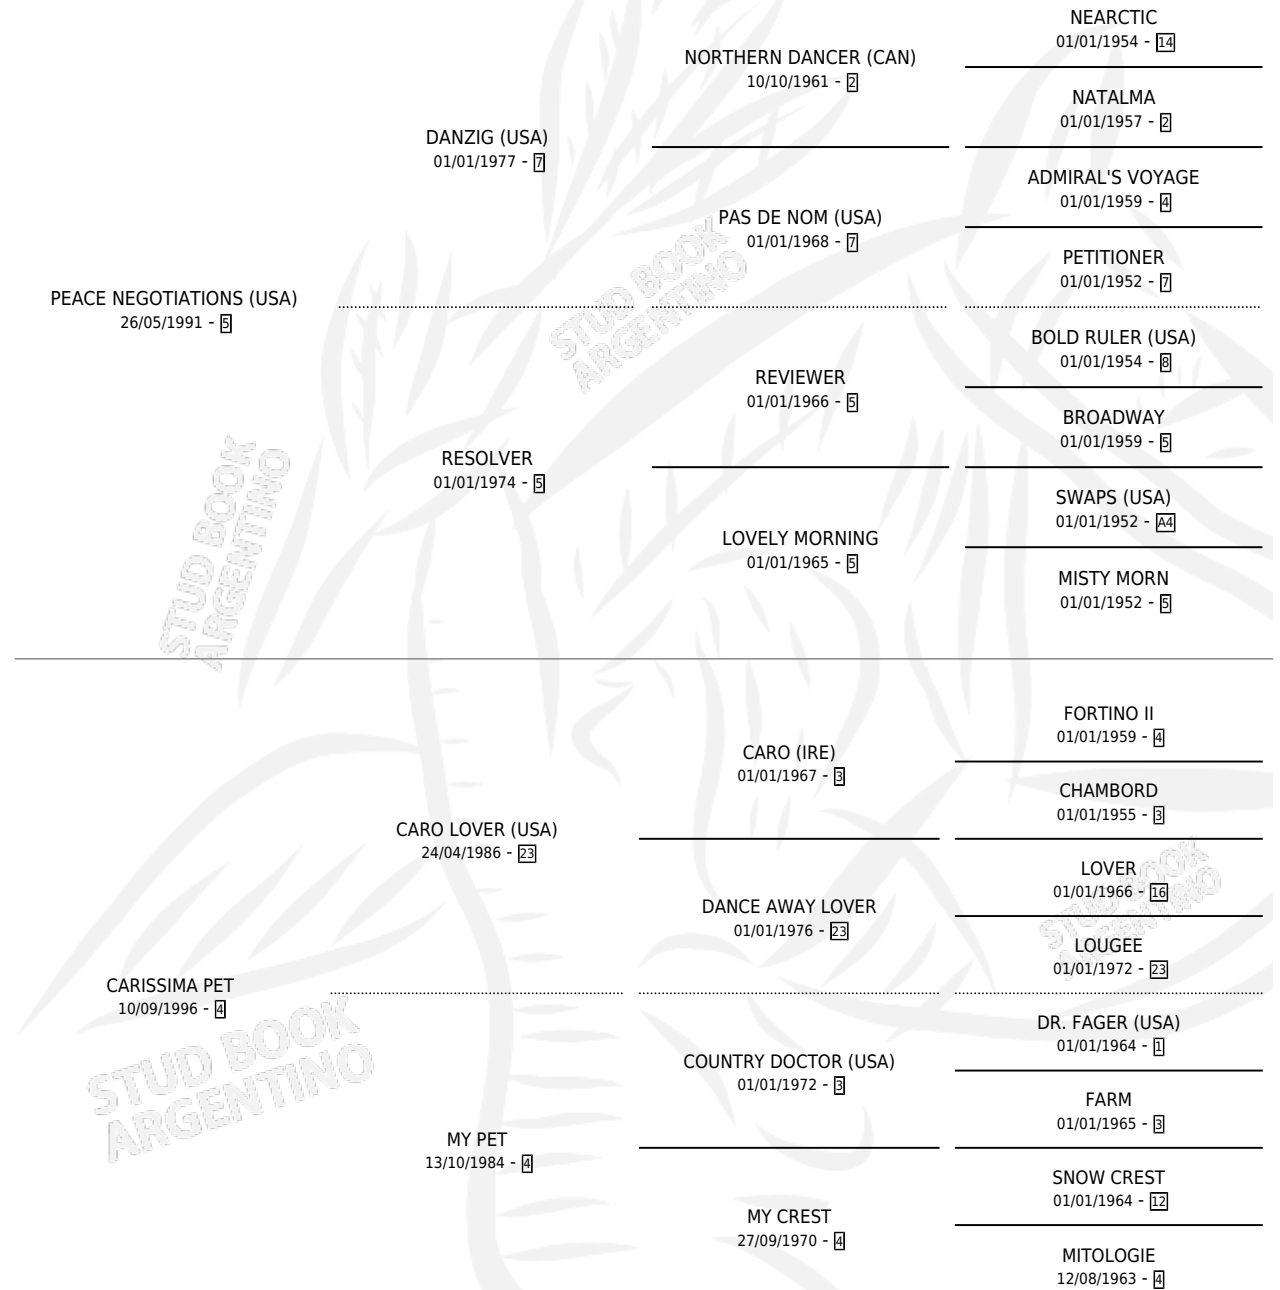 NEARCTIC
01/01/1954 - 14
NORTHERN DANCER (CAN)
10/10/1961 - 2
NATALMA
01/01/1957 - 2
DANZIG (USA)
01/01/1977 - 7
ADMIRAL'S VOYAGE
01/01/1959 - 4
PAS DE NOM (USA)
01/01/1968 - 7
PETITIONER
01/01/1952 - 7
PEACE NEGOTIATIONS (USA)
26/05/1991 - 5
STUD BOOK
ARGENTINO
BOLD RULER (USA)
01/01/1954 - 8
REVIEWER
01/01/1966 - 5
BROADWAY
01/01/1959 - 5
RESOLVER
01/01/1974 - 5
SWAPS (USA)
01/01/1952 - A4
LOVELY MORNING
01/01/1965 - 5
MISTY MORN
01/01/1952 - 5
STUD BOOK
ARGENTINO
FORTINO II
01/01/1959 - 4
CARO (IRE)
01/01/1967 - 3
CHAMBORD
01/01/1955 - 3
CARO LOVER (USA)
24/04/1986 - 23
LOVER
01/01/1966 - 16
DANCE AWAY LOVER
01/01/1976 - 23
LOUGEE
01/01/1972 - 23
STUD BOOK
ARGENTINO
CARISSIMA PET
10/09/1996 - 4
DR. FAGER (USA)
01/01/1964 - 1
COUNTRY DOCTOR (USA)
01/01/1972 - 3
FARM
01/01/1965 - 3
STUD BOOK
ARGENTINO
MY PET
13/10/1984 - 4
SNOW CREST
01/01/1964 - 12
MY CREST
27/09/1970 - 4
MITOLOGIE
12/08/1963 - 4